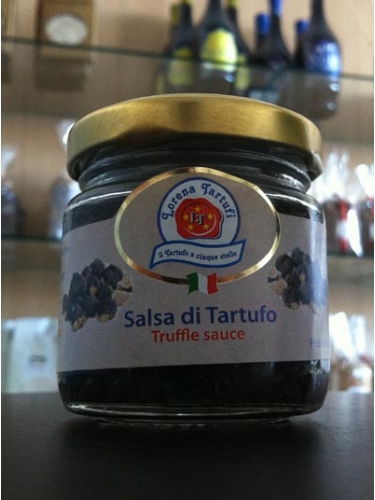 Lorena Tartufi
LT
Il Tartufo a cinque stelle
Salsa di Tartufo
Truffle sauce